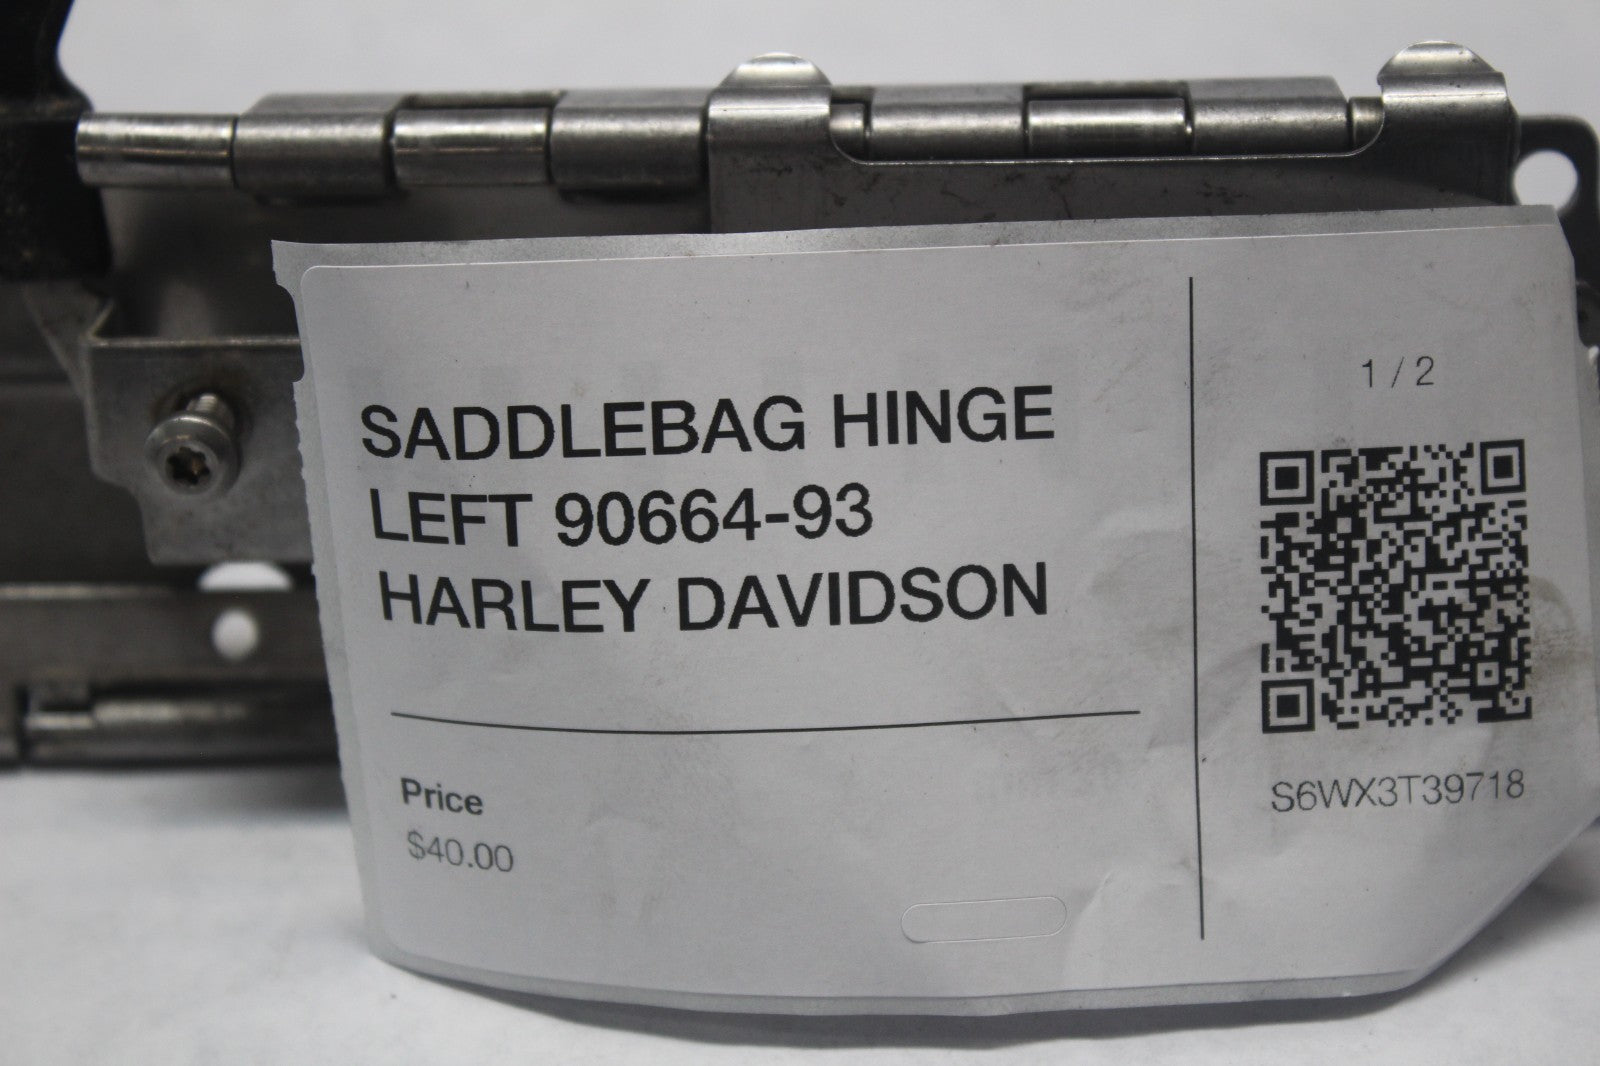 SADDLEBAG HINGE
LEFT 90664-93
HARLEY DAVIDSON
Price
$40.00
1 / 2
S6WX3T39718